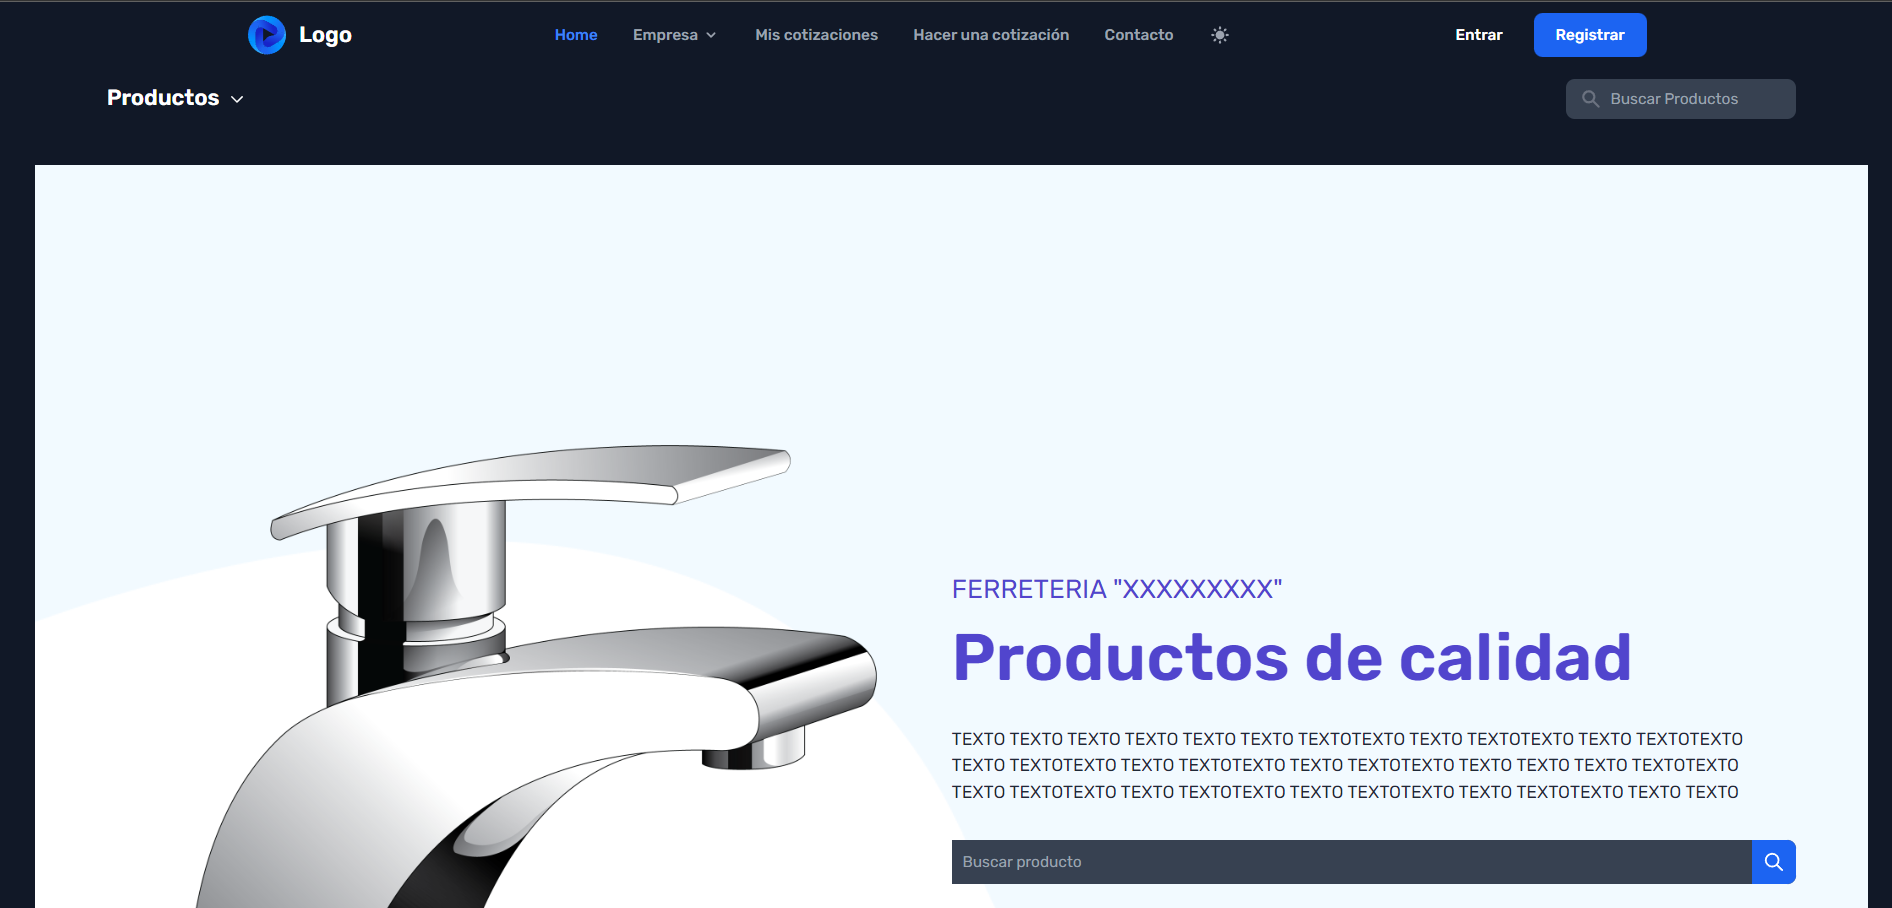 Logo
Home
Empresa
Mis cotizaciones
Hacer una cotización
Contacto
Entrar
Registrar
Productos
Buscar Productos
FERRETERIA "XXXXXXXXX"
Productos de calidad
TEXTO TEXTO TEXTO TEXTO TEXTO TEXTO TEXTOTEXTO TEXTO TEXTOTEXTO TEXTO TEXTOTEXTO
TEXTO TEXTOTEXTO TEXTO TEXTOTEXTO TEXTO TEXTOTEXTO TEXTO TEXTO TEXTO TEXTOTEXTO
TEXTO TEXTOTEXTO TEXTO TEXTOTEXTO TEXTO TEXTOTEXTO TEXTO TEXTOTEXTO TEXTO TEXTO
Buscar producto